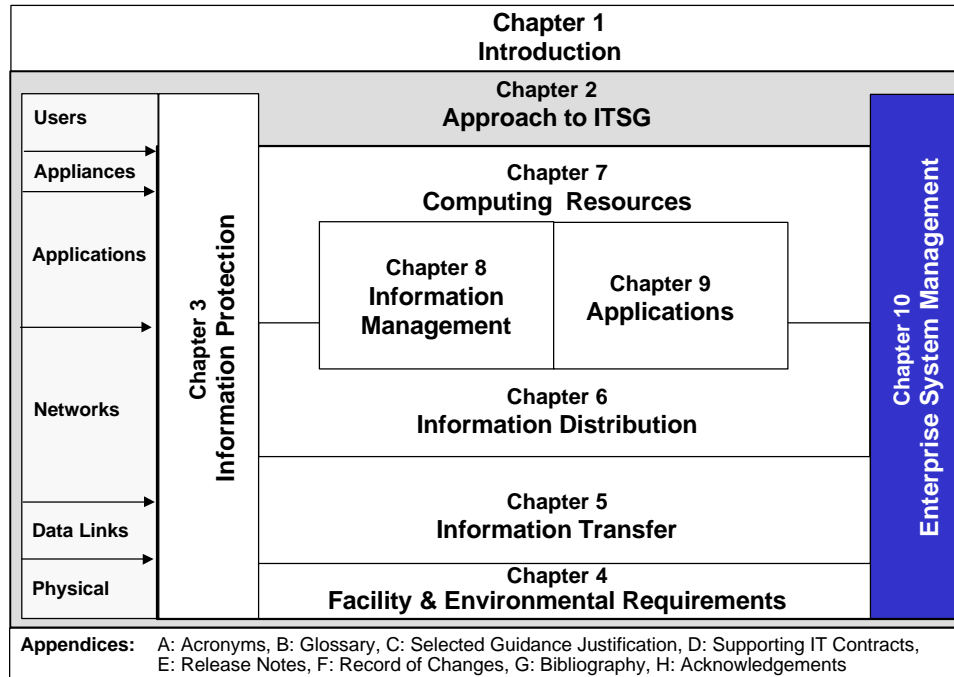 Chapter 1
Introduction
Chapter 2
Approach to ITSG
Users
Appliances
Applications
Networks
Data Links
Physical
Chapter 3
Information Protection
Chapter 7
Computing Resources
Chapter 8
Information
Management
Chapter 9
Applications
Chapter 6
Information Distribution
Chapter 5
Information Transfer
Chapter 4
Facility & Environmental Requirements
Chapter 10
Enterprise System Management
Appendices: A: Acronyms, B: Glossary, C: Selected Guidance Justification, D: Supporting IT Contracts,
E: Release Notes, F: Record of Changes, G: Bibliography, H: Acknowledgements